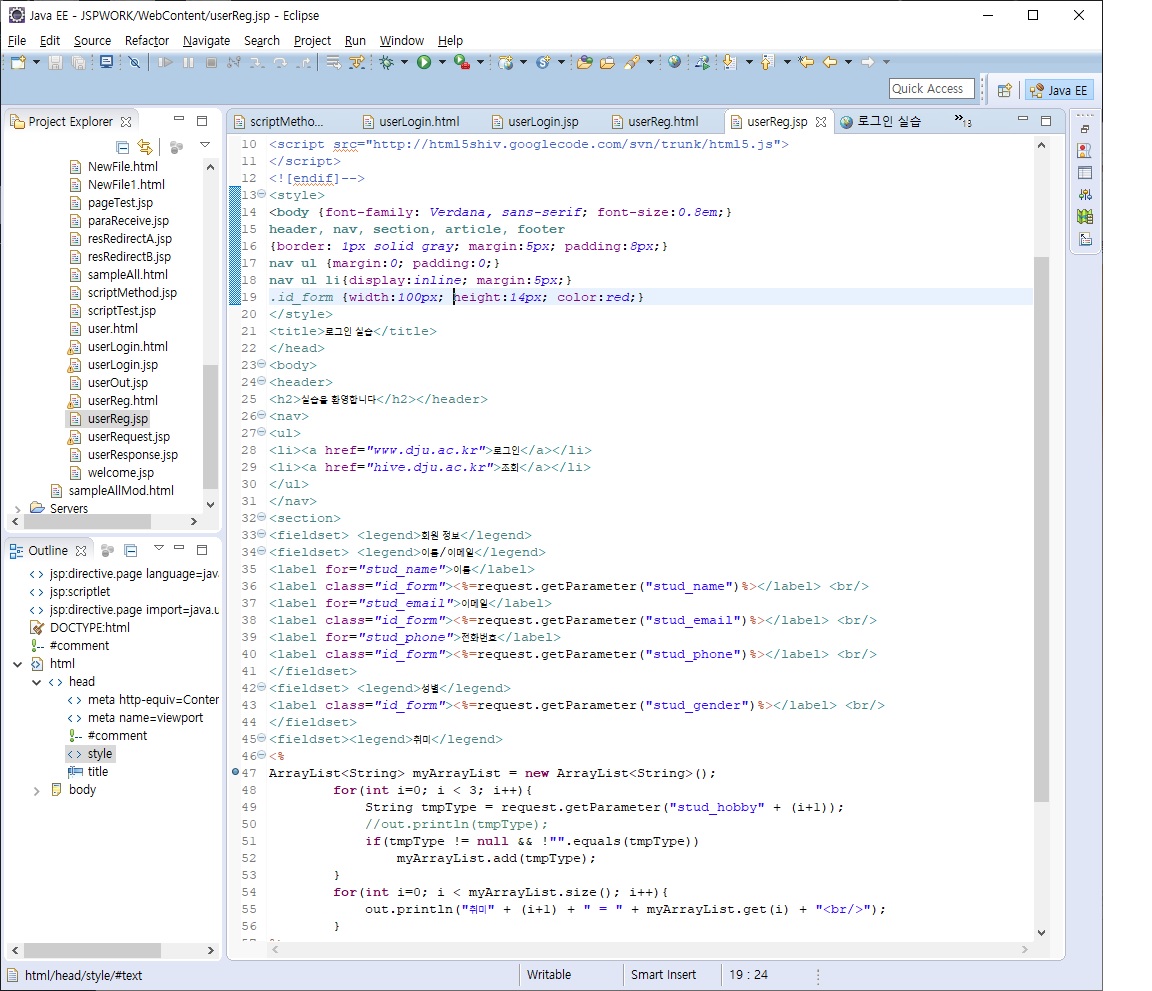 Java EE - JSPWORK/WebContent/userReg.jsp - Eclipse
File Edit Source Refactor Navigate Search Project Run Window Help
Quick Access
Java EE
Project Explorer
NewFile.html
NewFile1.html
pageTest.jsp
paraReceive.jsp
resRedirectA.jsp
resRedirectB.jsp
sampleAll.html
scriptMethod.jsp
scriptTest.jsp
user.html
userLogin.html
userLogin.jsp
userOut.jsp
userReg.html
userReg.jsp
userRequest.jsp
userResponse.jsp
welcome.jsp
sampleAllMod.html
Servers
Outline
jsp:directive.page language=java
jsp:scriptlet
jsp:directive.page import=java.u
DOCTYPE:html
#comment
html
head
meta http-equiv=Conter
meta name=viewport
#comment
style
title
body
scriptMetho... userLogin.html userLogin.jsp userReg.html userReg.jsp 로그인 실습 »13
10 <script src="http://html5shiv.googlecode.com/svn/trunk/html5.js">
11 </script>
12 <![endif]-->
13 <style>
14 <body {font-family: Verdana, sans-serif; font-size:0.8em;}
15 header, nav, section, article, footer
16 {border: 1px solid gray; margin:5px; padding:8px;}
17 nav ul {margin:0; padding:0;}
18 nav ul li{display:inline; margin:5px;}
19 .id_form {width:100px; height:14px; color:red;}
20 </style>
21 <title>로그인 실습</title>
22 </head>
23 <body>
24 <header>
25 <h2>실습을 환영합니다</h2></header>
26 <nav>
27 <ul>
28 <li><a href="www.dju.ac.kr">로그인</a></li>
29 <li><a href="hive.dju.ac.kr">조회</a></li>
30 </ul>
31 </nav>
32 <section>
33 <fieldset> <legend>회원 정보</legend>
34 <fieldset> <legend>이름/이메일</legend>
35 <label for="stud_name">이름</label>
36 <label class="id_form"><%=request.getParameter("stud_name")%></label> <br/>
37 <label for="stud_email">이메일</label>
38 <label class="id_form"><%=request.getParameter("stud_email")%></label> <br/>
39 <label for="stud_phone">전화번호</label>
40 <label class="id_form"><%=request.getParameter("stud_phone")%></label> <br/>
41 </fieldset>
42 <fieldset> <legend>성별</legend>
43 <label class="id_form"><%=request.getParameter("stud_gender")%></label> <br/>
44 </fieldset>
45 <fieldset><legend>취미</legend>
46 <%
47 ArrayList<String> myArrayList = new ArrayList<String>();
48 for(int i=0; i < 3; i++){
49 String tmpType = request.getParameter("stud_hobby" + (i+1));
50 //out.println(tmpType);
51 if(tmpType != null && !"".equals(tmpType))
52 myArrayList.add(tmpType);
53 }
54 for(int i=0; i < myArrayList.size(); i++){
55 out.println("취미" + (i+1) + " = " + myArrayList.get(i) + "<br/>");
56 }
html/head/style/#text
Writable
Smart Insert
19 : 24